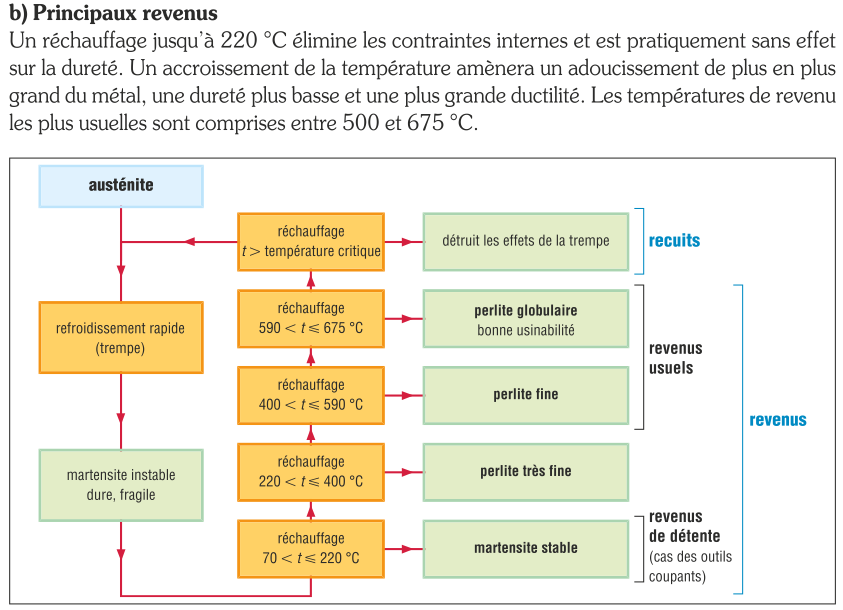 b) Principaux revenus
Un réchauffage jusqu'à 220 °C élimine les contraintes internes et est pratiquement sans effet
sur la dureté. Un accroissement de la température amènera un adoucissement de plus en plus
grand du métal, une dureté plus basse et une plus grande ductilité. Les températures de revenu
les plus usuelles sont comprises entre 500 et 675 °C.
austénite
réchauffage
t > température critique
détruit les effets de la trempe
recuits
refroidissement rapide
(trempe)
réchauffage
590 < t ⩽ 675 °C
perlite globulaire
bonne usinabilité
revenus
usuels
réchauffage
400 < t ⩽ 590 °C
perlite fine
revenus
martensite instable
dure, fragile
réchauffage
220 < t ⩽ 400 °C
perlite très fine
réchauffage
70 < t ⩽ 220 °C
martensite stable
revenus
de détente
(cas des outils
coupants)